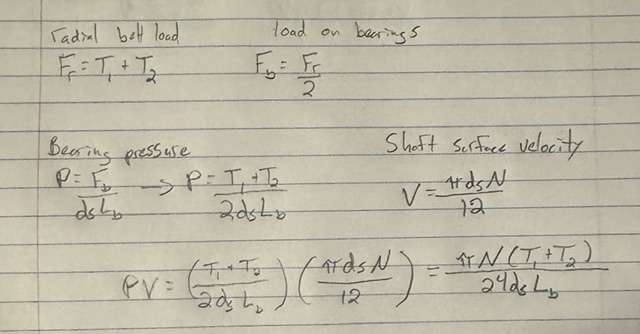 radial belt load load on bearings
F_r = T_1 + T_2 F_b = F_r/2
Bearing pressure Shaft surface velocity
P = F_b/(d_s L_b) → P = (T_1 + T_2)/(2 d_s L_b) V = π d_s N/12
PV = ((T_1 + T_2)/(2 d_s L_b)) (π d_s N/12) = π N (T_1 + T_2)/(24 d_s L_b)